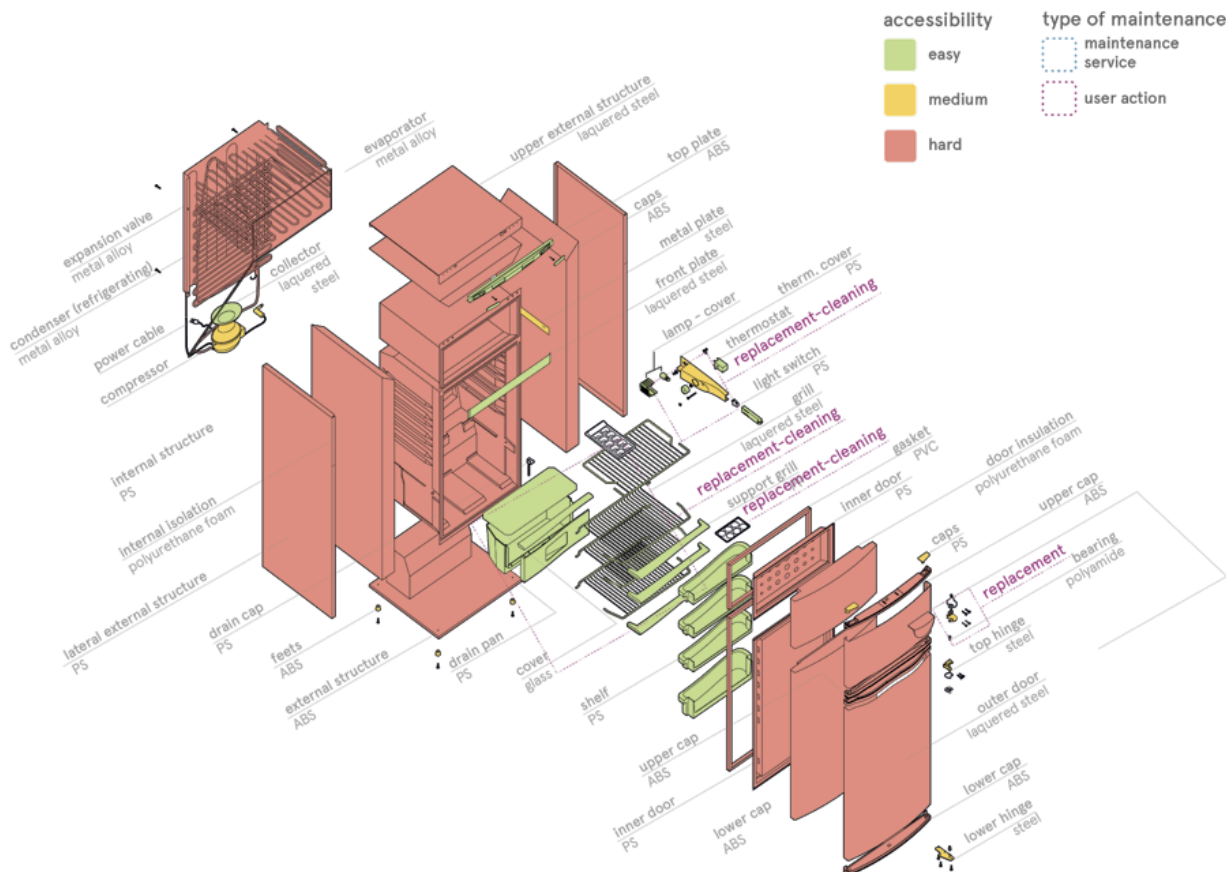 accessibility
easy
medium
hard
type of maintenance
maintenance
service
user action
evaporator
metal alloy
upper external structure
laquered steel
top plate
ABS
caps
ABS
metal plate
steel
front plate
laquered steel
therm. cover
PS
lamp - cover
thermostat
replacement-cleaning
light switch
PS
grill
laquered steel
replacement-cleaning
support grill
replacement-cleaning
gasket
PVC
inner door
PS
door insulation
polyurethane foam
upper cap
ABS
caps
PS
replacement
bearing
polyamide
top hinge
steel
outer door
laquered steel
lower cap
ABS
lower hinge
steel
expansion valve
metal alloy
collector
laquered
steel
condenser (refrigerating)
metal alloy
power cable
compressor
internal structure
PS
internal isolation
polyurethane foam
lateral external structure
PS
drain cap
PS
feets
ABS
external structure
ABS
drain pan
PS
cover
glass
shelf
PS
upper cap
ABS
inner door
PS
lower cap
ABS